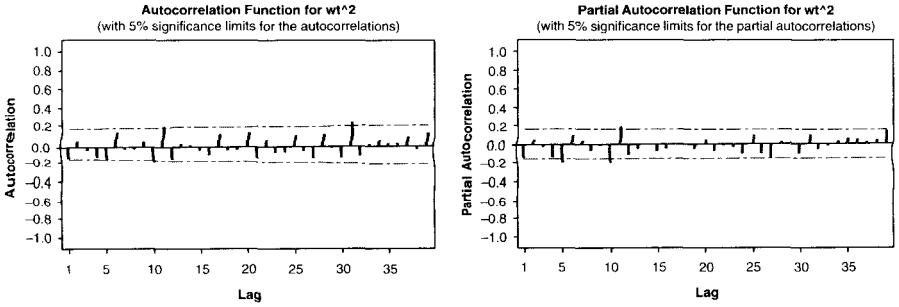 Autocorrelation Function for wt^2
(with 5% significance limits for the autocorrelations)
Autocorrelation
1.0
0.8
0.6
0.4
0.2
0.0
−0.2
−0.4
−0.6
−0.8
−1.0
1 5 10 15 20 25 30 35
Lag
Partial Autocorrelation Function for wt^2
(with 5% significance limits for the partial autocorrelations)
Partial Autocorrelation
1.0
0.8
0.6
0.4
0.2
0.0
−0.2
−0.4
−0.6
−0.8
−1.0
1 5 10 15 20 25 30 35
Lag